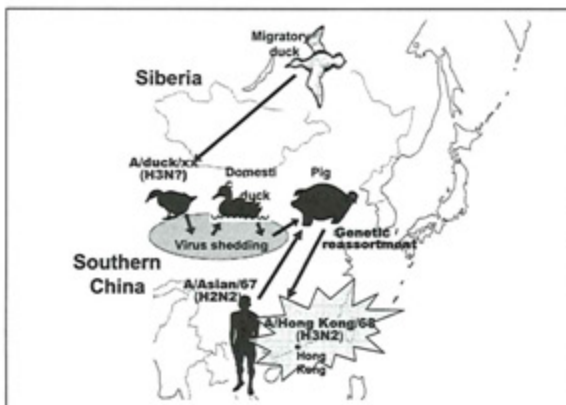 Migratory
duck
Siberia
A/duck/xx
(H3N?)
Domesti
c
duck
Pig
Virus shedding
Genetic
reassortment
Southern
China
A/Asian/67
(H2N2)
A/Hong Kong/68
(H3N2)
Hong
Kong